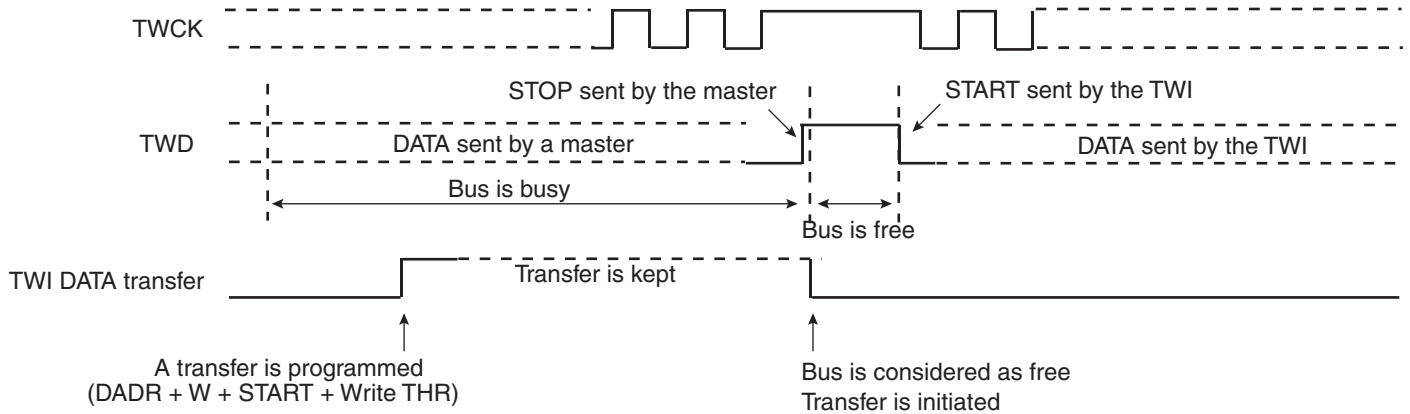 TWCK
STOP sent by the master
START sent by the TWI
TWD
DATA sent by a master
DATA sent by the TWI
Bus is busy
Bus is free
TWI DATA transfer
Transfer is kept
A transfer is programmed
(DADR + W + START + Write THR)
Bus is considered as free
Transfer is initiated